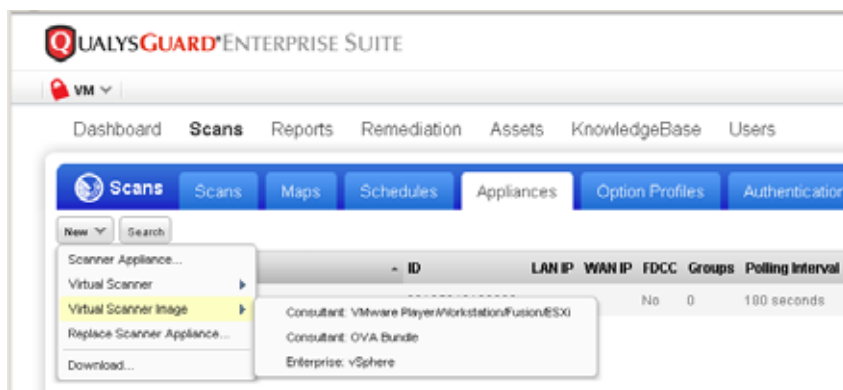 QUALYSGUARD® ENTERPRISE SUITE
VM
Dashboard Scans Reports Remediation Assets KnowledgeBase Users
Scans Scans Maps Schedules Appliances Option Profiles Authentication
New Search
ID LAN IP WAN IP FDCC Groups Polling Interval
Scanner Appliance...
Virtual Scanner
No 0 180 seconds
Virtual Scanner Image
Consultant: VMware Player/Workstation/Fusion/ESXi
Replace Scanner Appliance...
Consultant: OVA Bundle
Enterprise: vSphere
Download...